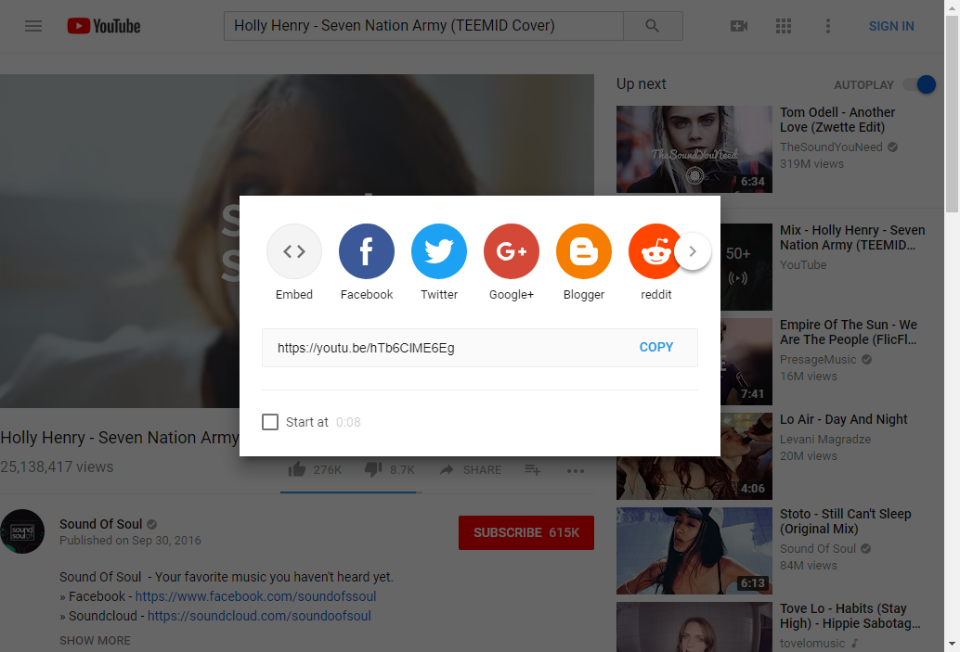 YouTube
Holly Henry - Seven Nation Army (TEEMID Cover)
SIGN IN
Up next
AUTOPLAY
TheSoundYouNeed
6:34
Tom Odell - Another
Love (Zwette Edit)
TheSoundYouNeed
319M views
50+
Mix - Holly Henry - Seven
Nation Army (TEEMID…
YouTube
7:41
Empire Of The Sun - We
Are The People (FlicFl…
PresageMusic
16M views
4:06
Lo Air - Day And Night
Levani Magradze
20M views
6:13
Stoto - Still Can't Sleep
(Original Mix)
Sound Of Soul
84M views
Tove Lo - Habits (Stay
High) - Hippie Sabotag…
tovelomusic
Embed
Facebook
Twitter
G+
Google+
Blogger
reddit
https://youtu.be/hTb6CIME6Eg
COPY
Start at 0:08
Holly Henry - Seven Nation Army
25,138,417 views
276K
8.7K
SHARE
sound
soul
Sound Of Soul
Published on Sep 30, 2016
SUBSCRIBE 615K
Sound Of Soul - Your favorite music you haven't heard yet.
» Facebook - https://www.facebook.com/soundofssoul
» Soundcloud - https://soundcloud.com/soundoofsoul
SHOW MORE